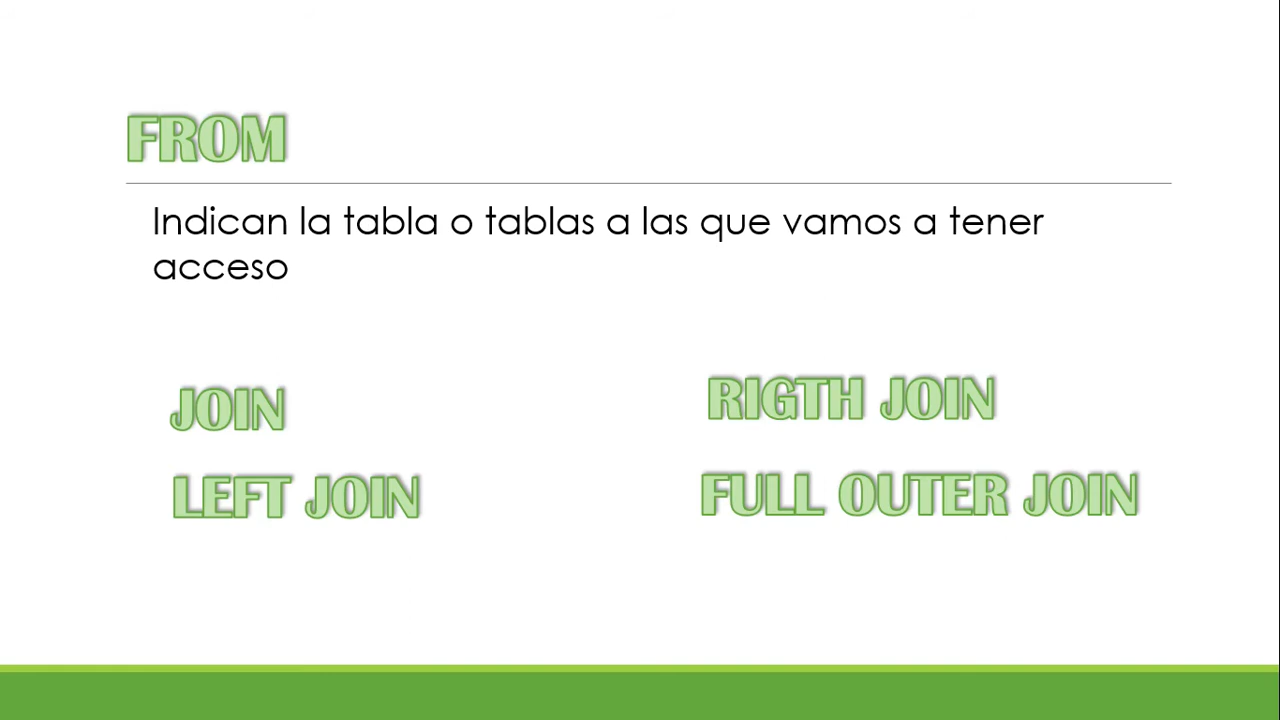 FROM
Indican la tabla o tablas a las que vamos a tener
acceso
JOIN
LEFT JOIN
RIGTH JOIN
FULL OUTER JOIN